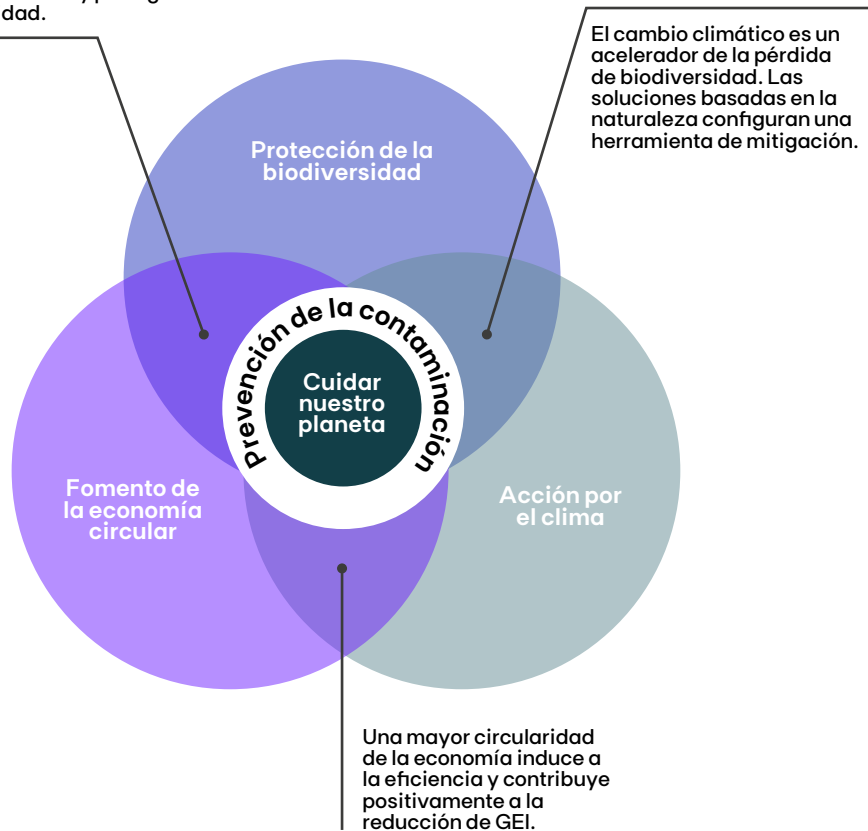 dad.
El cambio climático es un
acelerador de la pérdida
de biodiversidad. Las
soluciones basadas en la
naturaleza configuran una
herramienta de mitigación.
Protección de la
biodiversidad
Prevención de la contaminación
Cuidar
nuestro
planeta
Fomento de
la economía
circular
Acción por
el clima
Una mayor circularidad
de la economía induce a
la eficiencia y contribuye
positivamente a la
reducción de GEI.